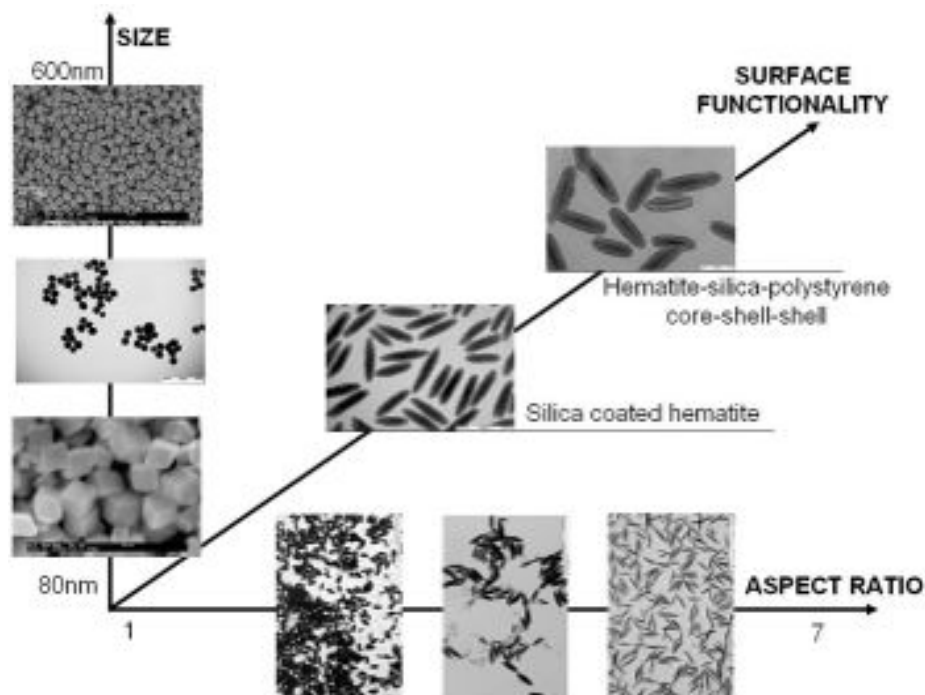 SIZE
600nm
SURFACE
FUNCTIONALITY
Hematite-silica-polystyrene
core-shell-shell
Silica coated hematite
80nm
ASPECT RATIO
1
7